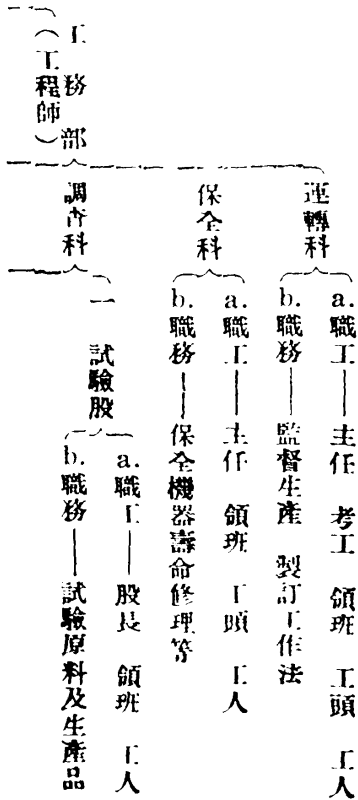 工務部
（工程師）
運轉科
a. 職工——主任 考工 領班 工頭 工人
b. 職務——監督生產 製訂工作法
保全科
a. 職工——主任 領班 工頭 工人
b. 職務——保全機器壽命修理等
調查科
一 試驗股
a. 職工——股長 領班 工人
b. 職務——試驗原料及生產品